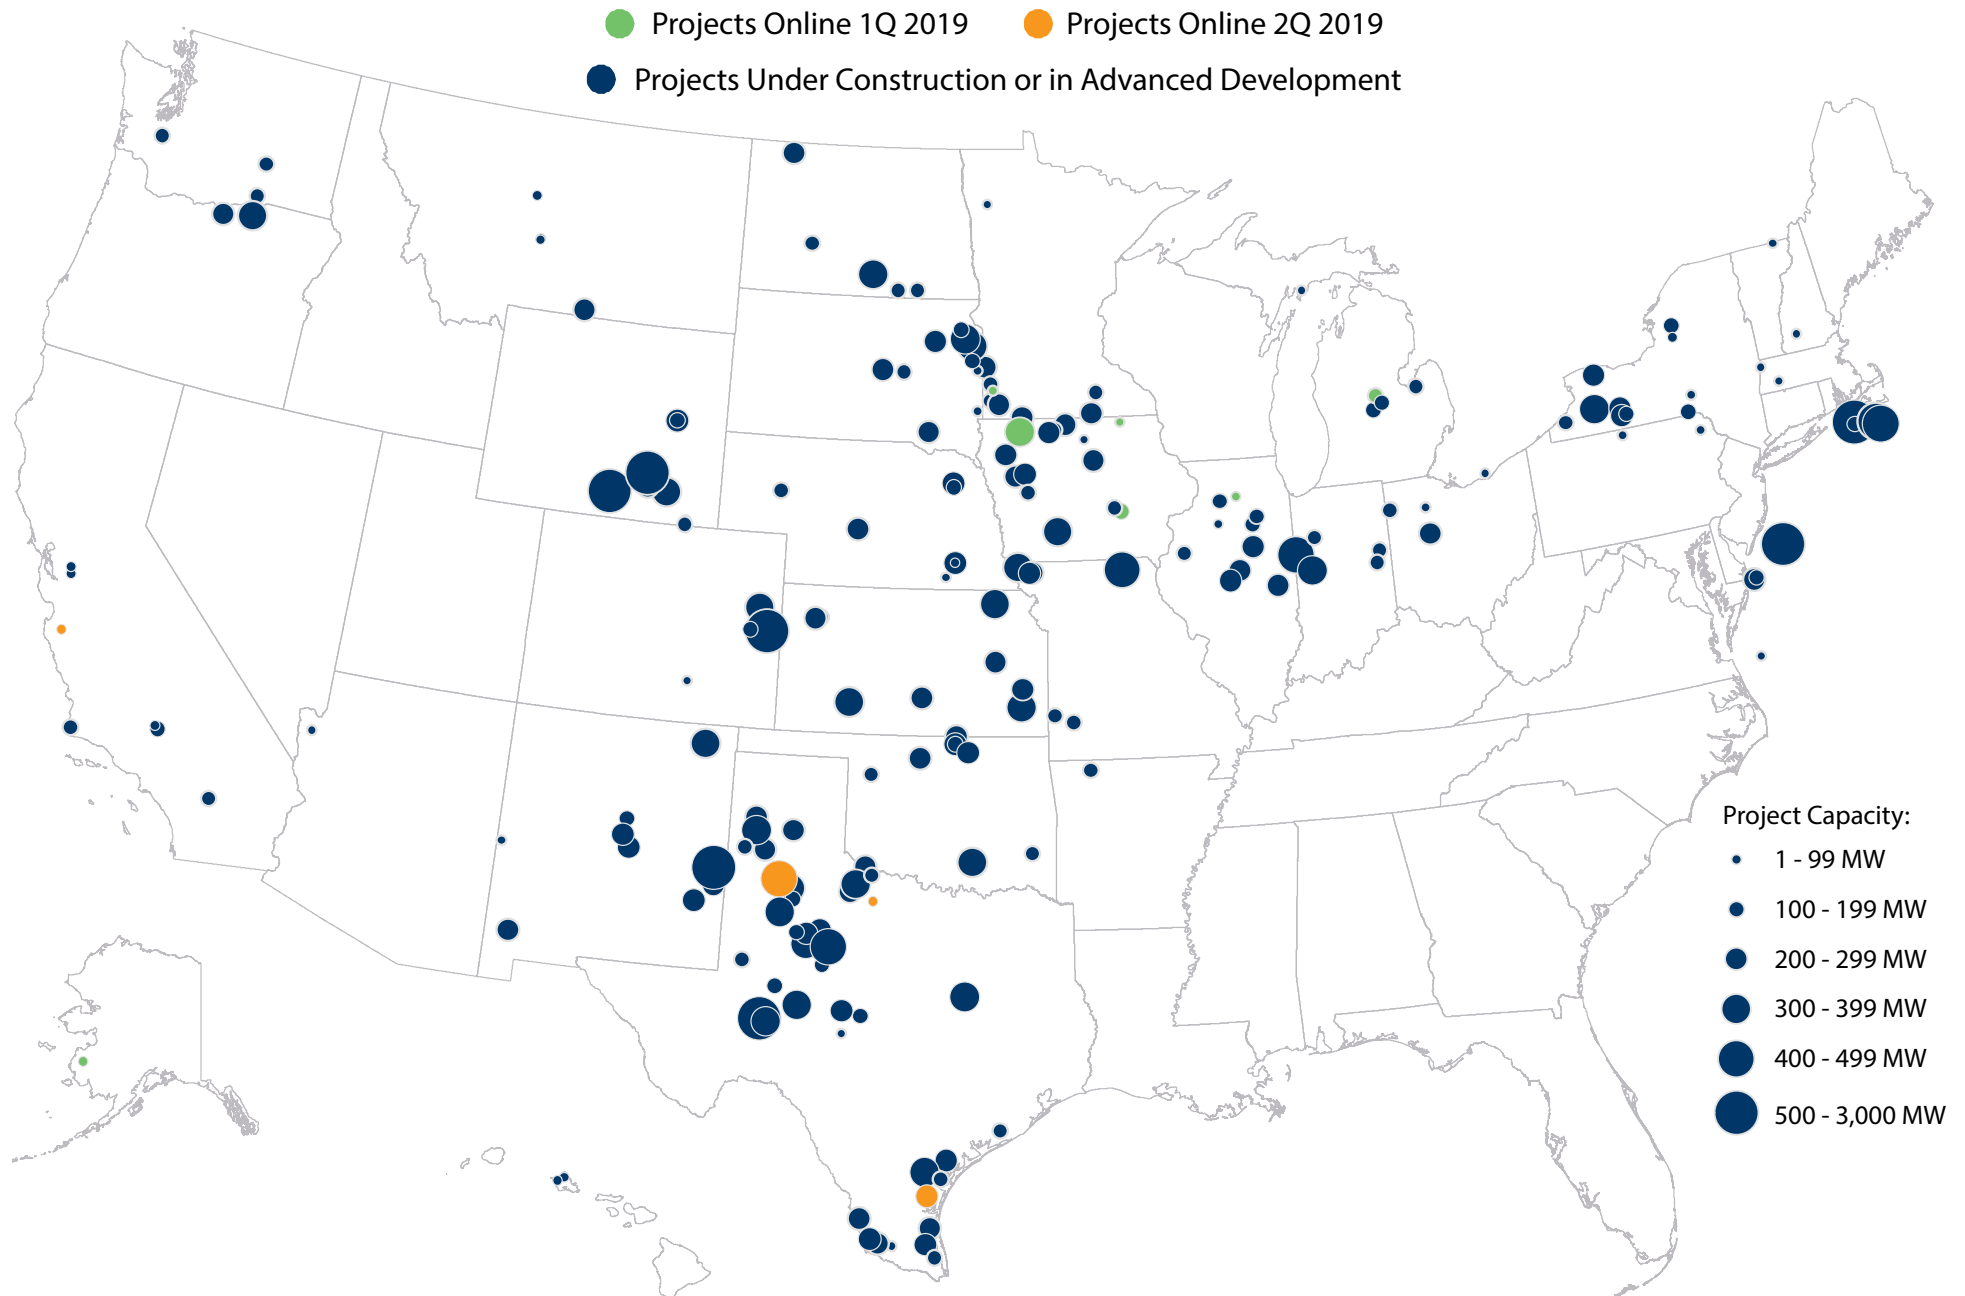 Projects Online 1Q 2019
Projects Online 2Q 2019
Projects Under Construction or in Advanced Development
Project Capacity:
1 - 99 MW
100 - 199 MW
200 - 299 MW
300 - 399 MW
400 - 499 MW
500 - 3,000 MW